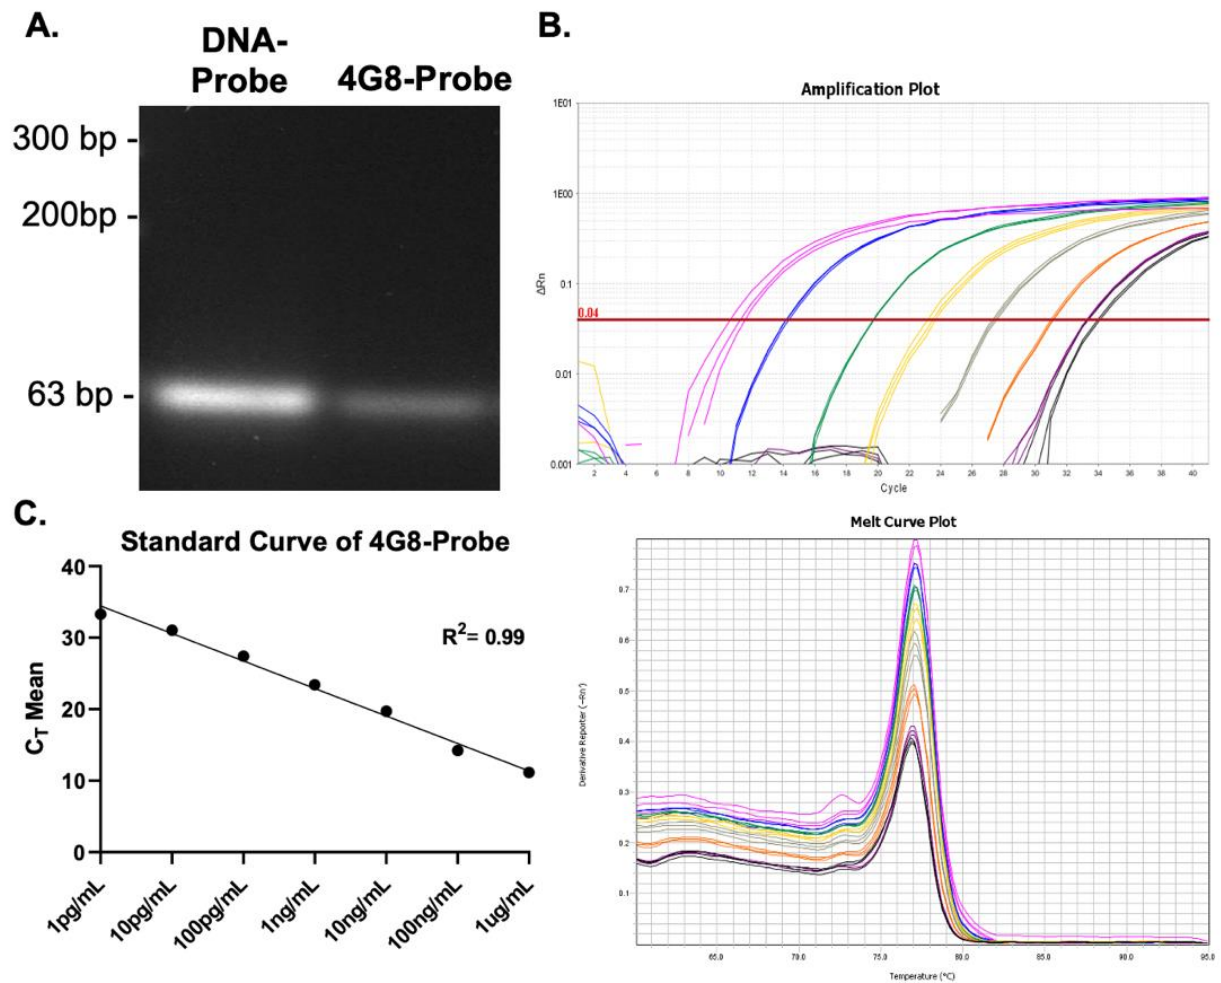 A.
DNA-
Probe
4G8-Probe
300 bp -
200bp -
63 bp -
B.
Amplification Plot
1E01
1E00
0.1
0.01
0.001
ΔRn
0.04
2 4 6 8 10 12 14 16 18 20 22 24 26 28 30 32 34 36 38 40
Cycle
C.
Standard Curve of 4G8-Probe
R²= 0.99
40
30
20
10
0
CT Mean
1pg/mL
10pg/mL
100pg/mL
1ng/mL
10ng/mL
100ng/mL
1ug/mL
Melt Curve Plot
0.7
0.6
0.5
0.4
0.3
0.2
0.1
Derivative Reporter (-Rn')
65.0 70.0 75.0 80.0 85.0 90.0 95.0
Temperature (°C)